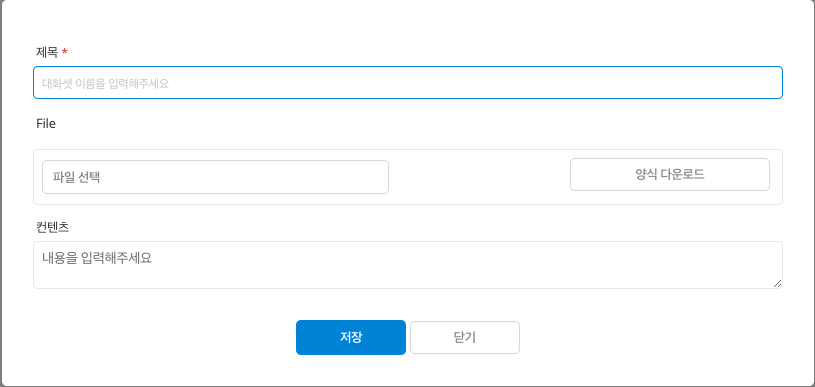 제목 *
대화셋 이름을 입력해주세요
File
파일 선택
양식 다운로드
컨텐츠
내용을 입력해주세요
저장
닫기